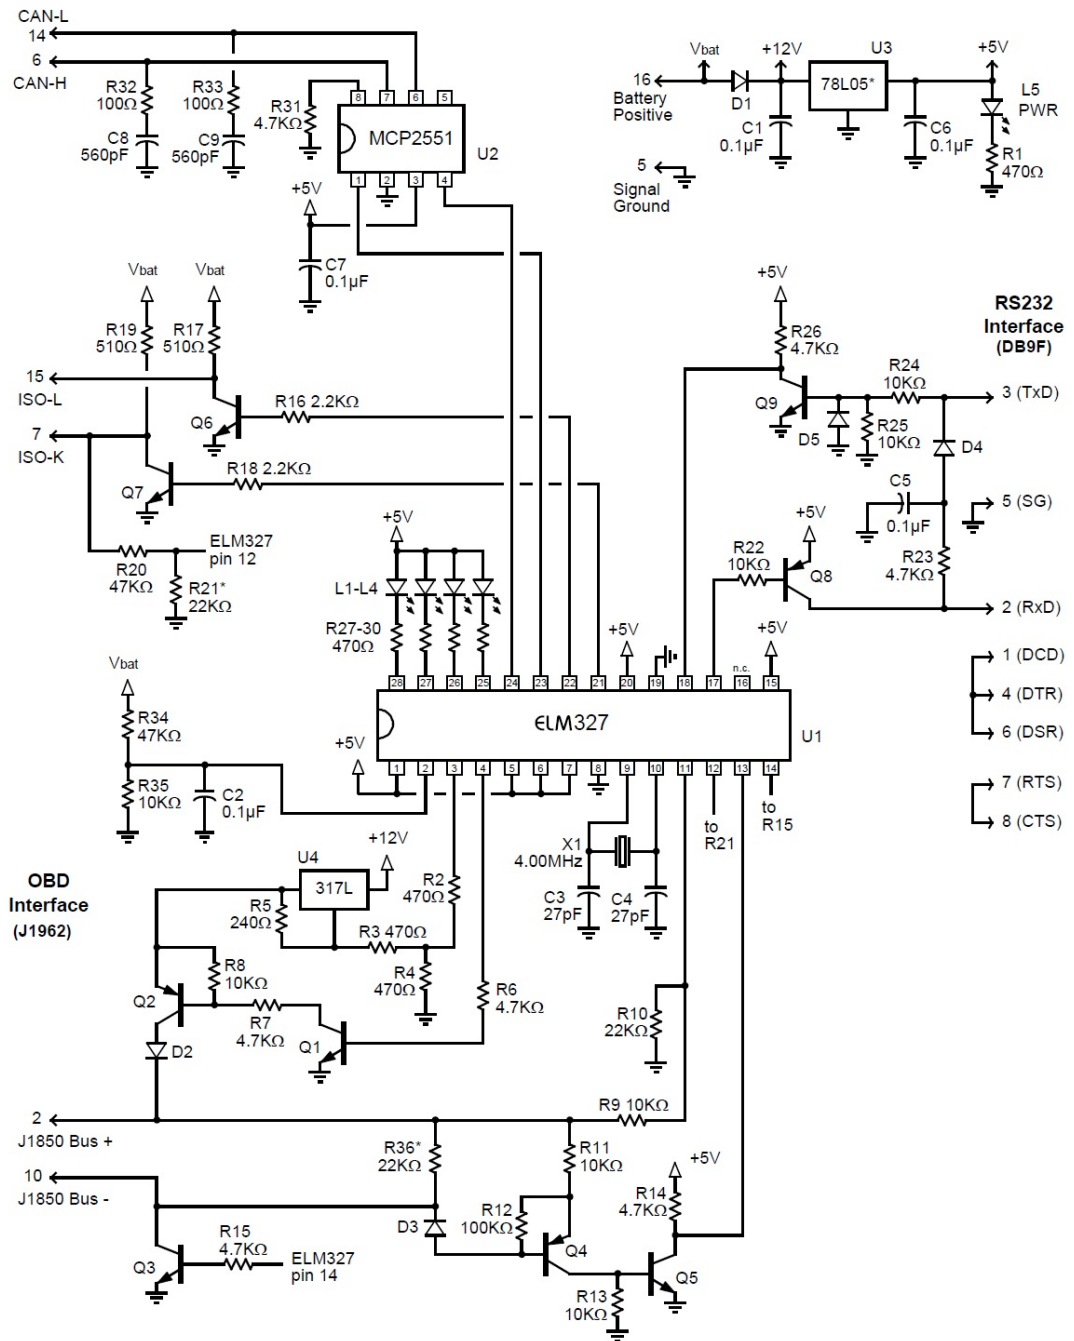 CAN-L
14
6
CAN-H
R32
100Ω
R33
100Ω
C8
560pF
C9
560pF
R31
4.7KΩ
8
7
6
5
MCP2551
U2
1
2
3
4
+5V
C7
0.1µF
Vbat
+12V
U3
+5V
16
Battery
Positive
D1
78L05*
L5
PWR
C1
0.1µF
C6
0.1µF
R1
470Ω
5
Signal
Ground
Vbat
Vbat
R19
510Ω
R17
510Ω
15
ISO-L
Q6
R16 2.2KΩ
7
ISO-K
Q7
R18 2.2KΩ
R20
47KΩ
ELM327
pin 12
R21*
22KΩ
+5V
L1-L4
R27-30
470Ω
+5V
R26
4.7KΩ
RS232
Interface
(DB9F)
R24
10KΩ
3 (TxD)
Q9
D5
R25
10KΩ
D4
C5
0.1µF
5 (SG)
+5V
R22
10KΩ
Q8
R23
4.7KΩ
2 (RxD)
+5V
+5V
n.c.
28
27
26
25
24
23
22
21
20
19
18
17
16
15
ELM327
U1
1
2
3
4
5
6
7
8
9
10
11
12
13
14
1 (DCD)
4 (DTR)
6 (DSR)
7 (RTS)
8 (CTS)
Vbat
R34
47KΩ
+5V
R35
10KΩ
C2
0.1µF
to
R21
to
R15
X1
4.00MHz
C3
27pF
C4
27pF
OBD
Interface
(J1962)
U4
+12V
317L
R5
240Ω
R2
470Ω
R3 470Ω
R4
470Ω
R8
10KΩ
Q2
R7
4.7KΩ
Q1
R6
4.7KΩ
D2
R10
22KΩ
2
J1850 Bus +
R9 10KΩ
R36*
22KΩ
R11
10KΩ
10
J1850 Bus -
+5V
R14
4.7KΩ
D3
R12
100KΩ
Q4
R15
4.7KΩ
ELM327
pin 14
Q3
Q5
R13
10KΩ